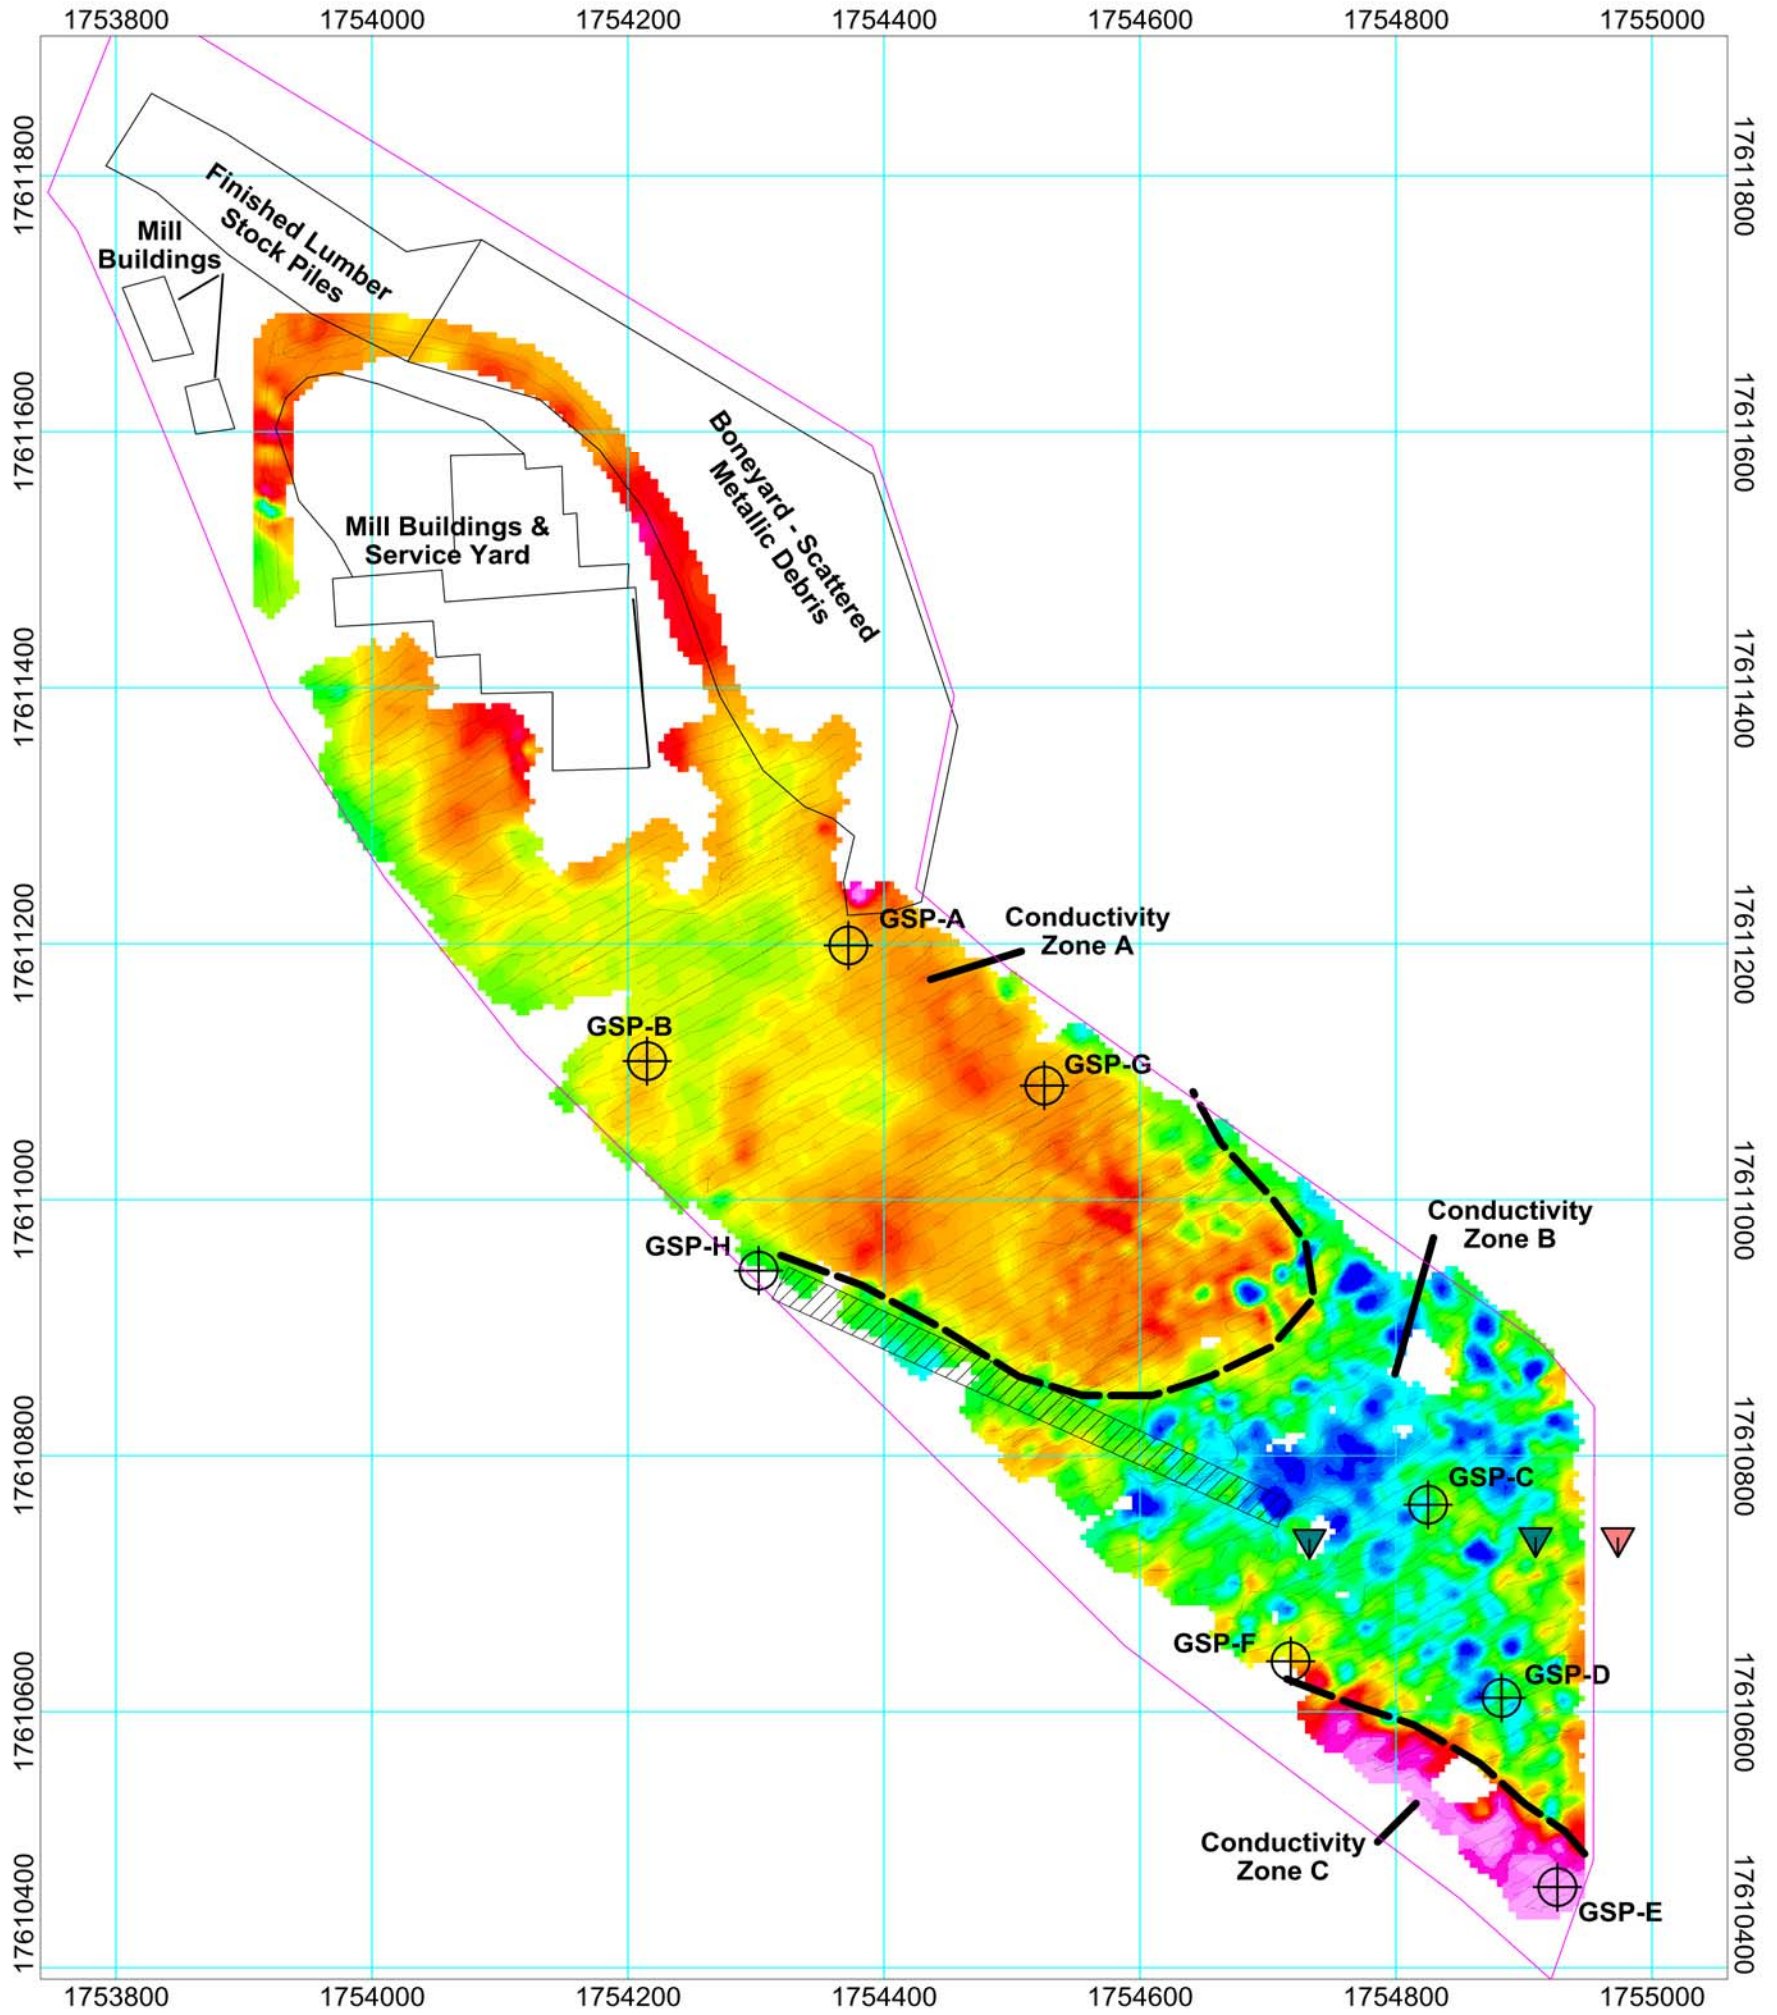 1753800 1754000 1754200 1754400 1754600 1754800 1755000
17611800
17611800
Finished Lumber
Stock Piles
Mill
Buildings
17611600
17611600
Boneyard - Scattered
Metallic Debris
Mill Buildings &
Service Yard
17611400
17611400
GSP-A
Conductivity
Zone A
17611200
17611200
GSP-B
GSP-G
17611000
17611000
Conductivity
Zone B
GSP-H
17610800
17610800
GSP-C
GSP-F
GSP-D
17610600
17610600
Conductivity
Zone C
GSP-E
17610400
17610400
1753800 1754000 1754200 1754400 1754600 1754800 1755000